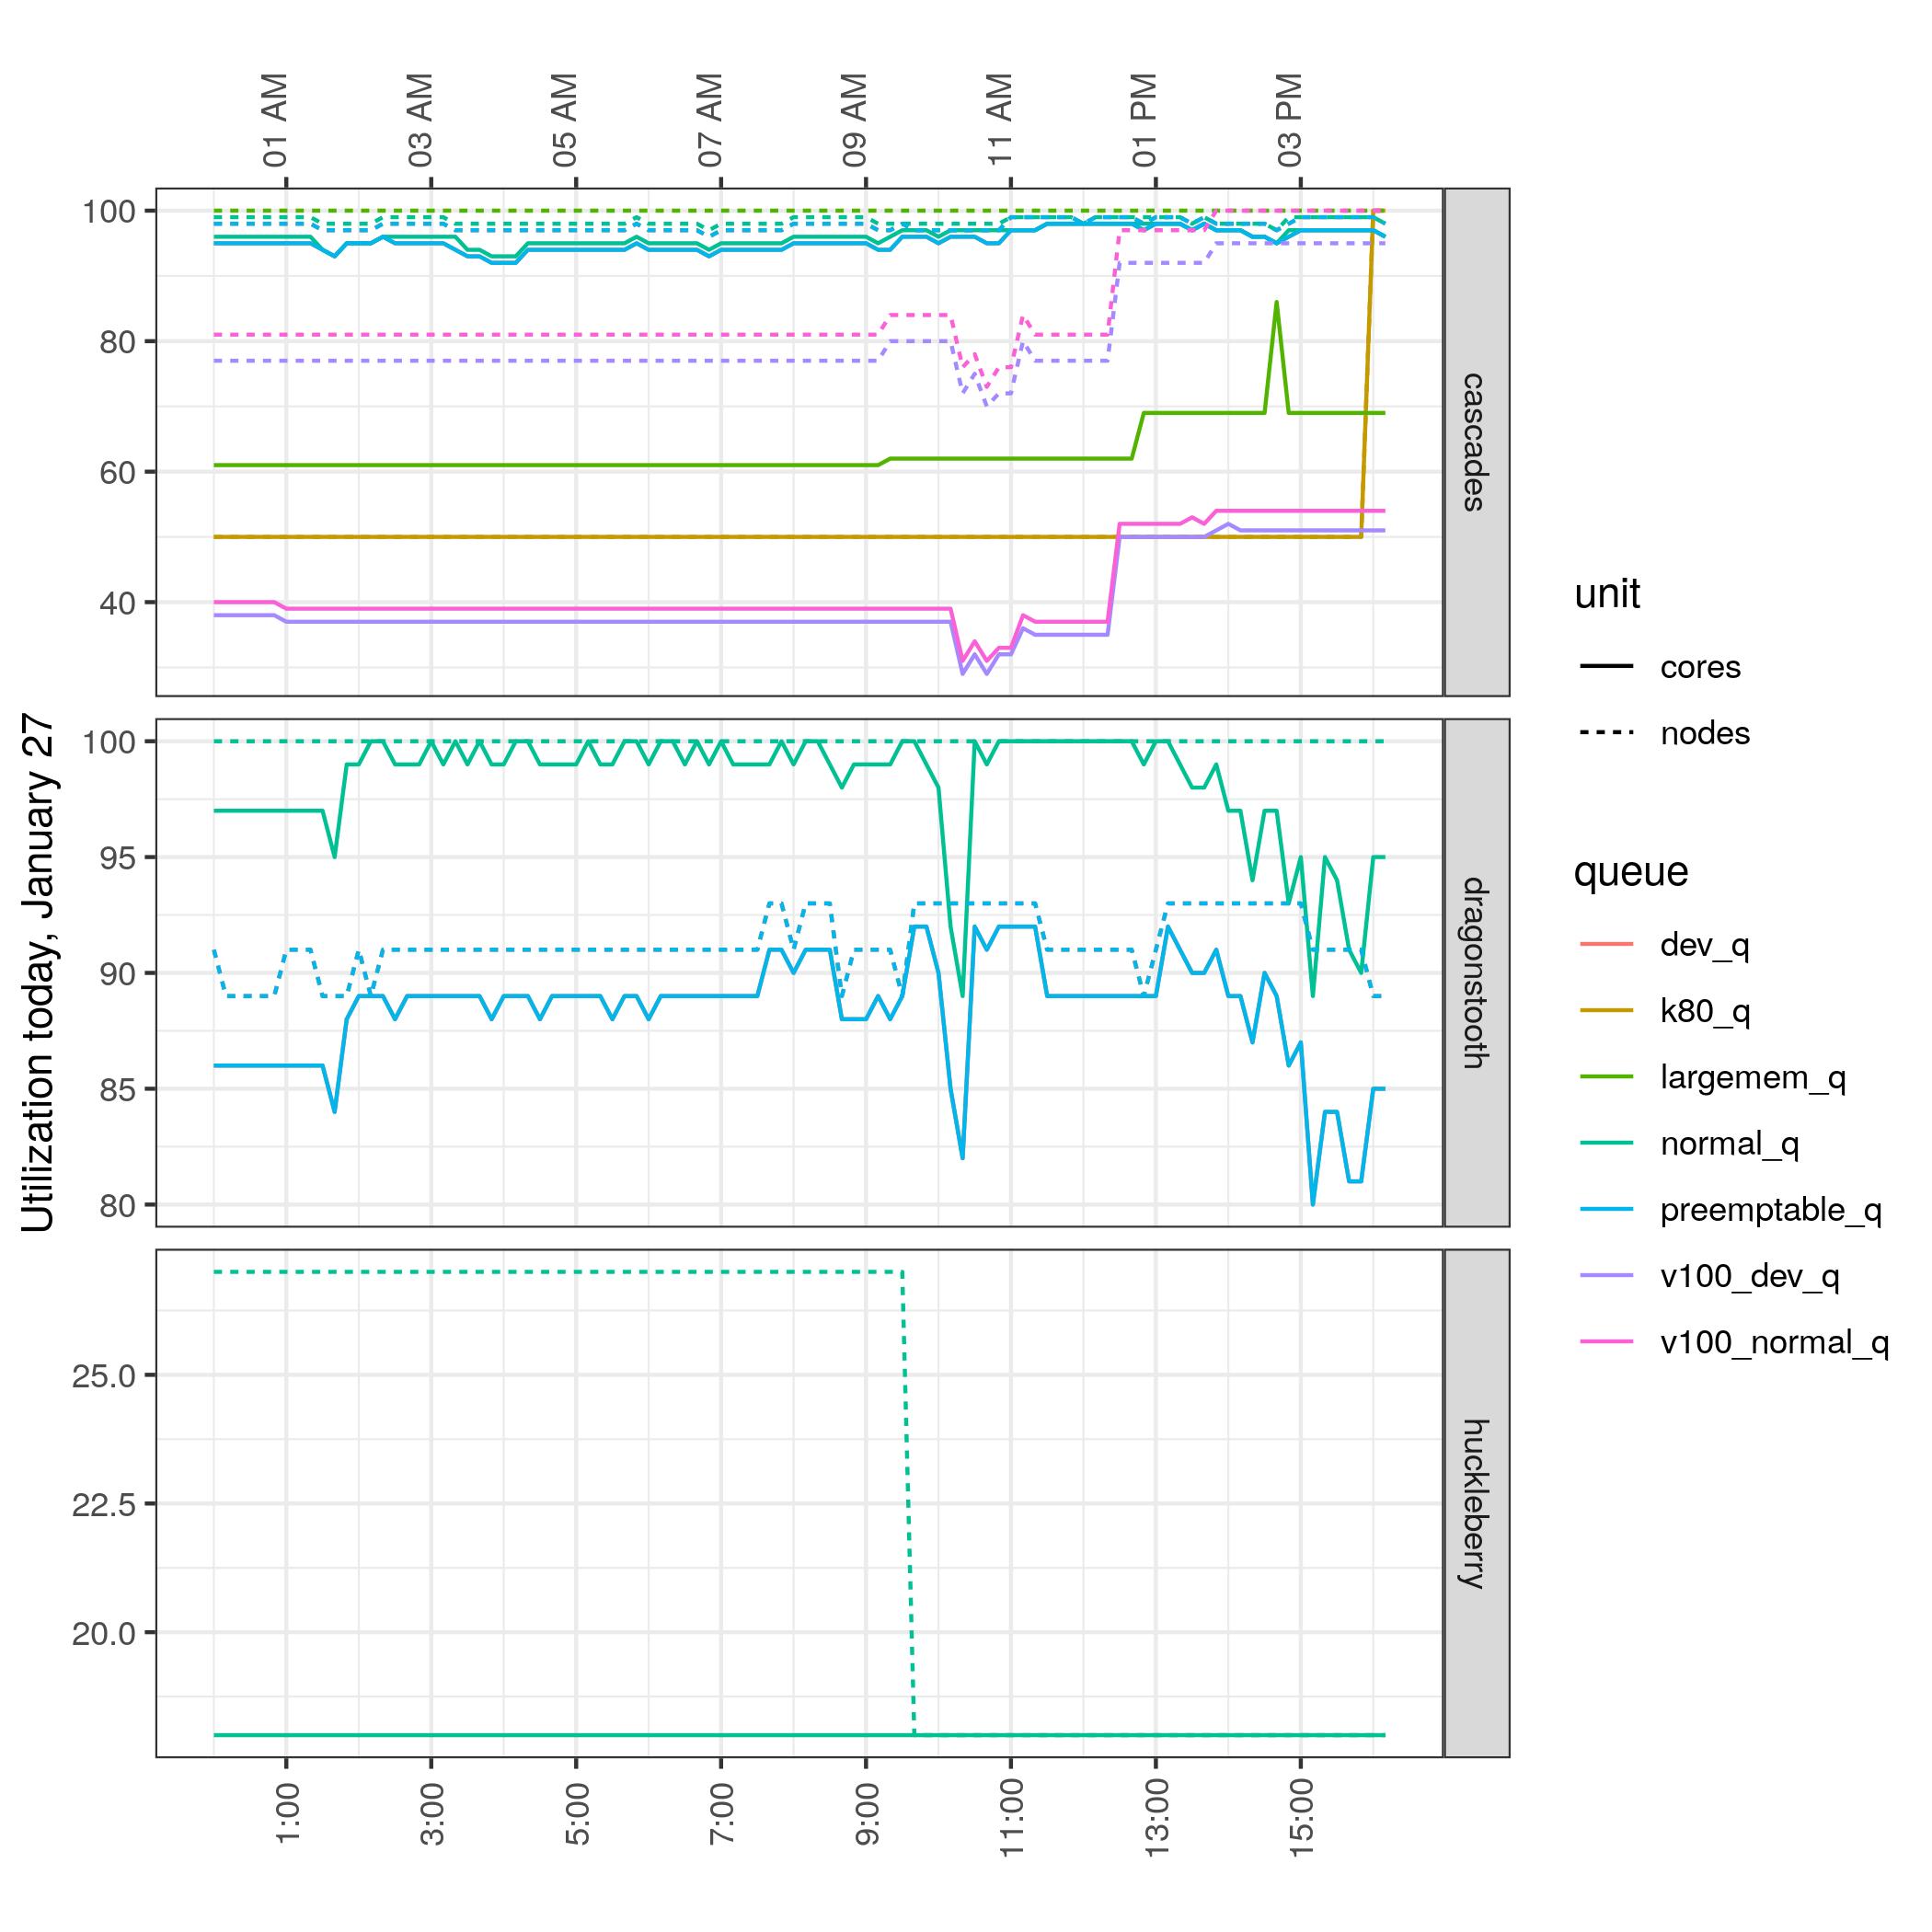 01 AM
03 AM
05 AM
07 AM
09 AM
11 AM
01 PM
03 PM
Utilization today, January 27
100
80
60
40
cascades
100
95
90
85
80
dragonstooth
25.0
22.5
20.0
huckleberry
1:00
3:00
5:00
7:00
9:00
11:00
13:00
15:00
unit
cores
nodes
queue
dev_q
k80_q
largemem_q
normal_q
preemptable_q
v100_dev_q
v100_normal_q